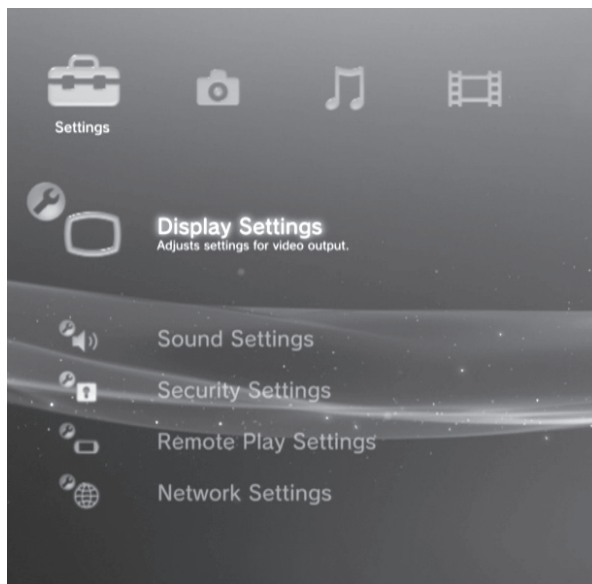 Settings
Display Settings
Adjusts settings for video output.
Sound Settings
Security Settings
Remote Play Settings
Network Settings